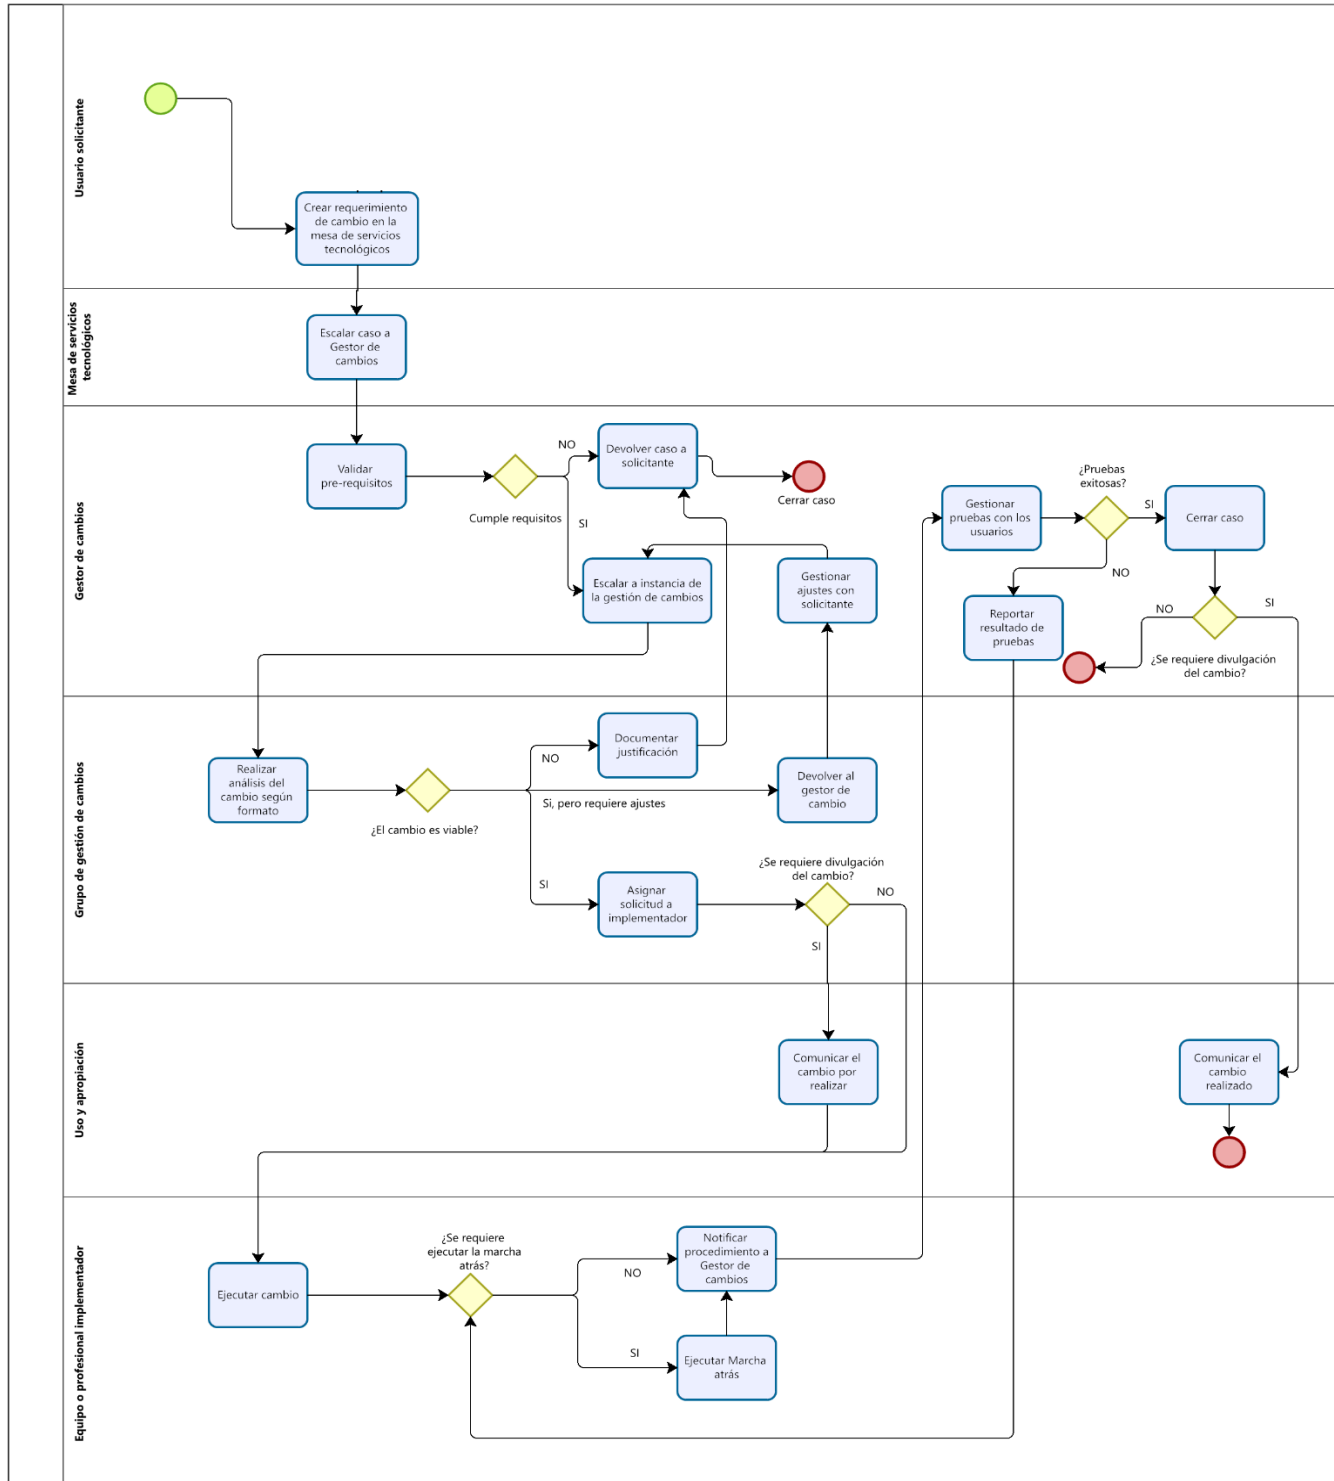 Usuario solicitante
Crear requerimiento
de cambio en la
mesa de servicios
tecnológicos
Mesa de servicios
tecnológicos
Escalar caso a
Gestor de
cambios
Gestor de cambios
Validar
pre-requisitos
Cumple requisitos
NO
SI
Devolver caso a
solicitante
Cerrar caso
Escalar a instancia de
la gestión de cambios
Gestionar
ajustes con
solicitante
Gestionar
pruebas con los
usuarios
¿Pruebas
exitosas?
SI
NO
Cerrar caso
Reportar
resultado de
pruebas
NO
SI
¿Se requiere divulgación
del cambio?
Grupo de gestión de cambios
Realizar
análisis del
cambio según
formato
¿El cambio es viable?
NO
Documentar
justificación
Si, pero requiere ajustes
Devolver al
gestor de
cambio
SI
Asignar
solicitud a
implementador
¿Se requiere divulgación
del cambio?
NO
SI
Uso y apropiación
Comunicar el
cambio por
realizar
Comunicar el
cambio
realizado
Equipo o profesional implementador
Ejecutar cambio
¿Se requiere
ejecutar la marcha
atrás?
NO
SI
Notificar
procedimiento a
Gestor de
cambios
Ejecutar Marcha
atrás